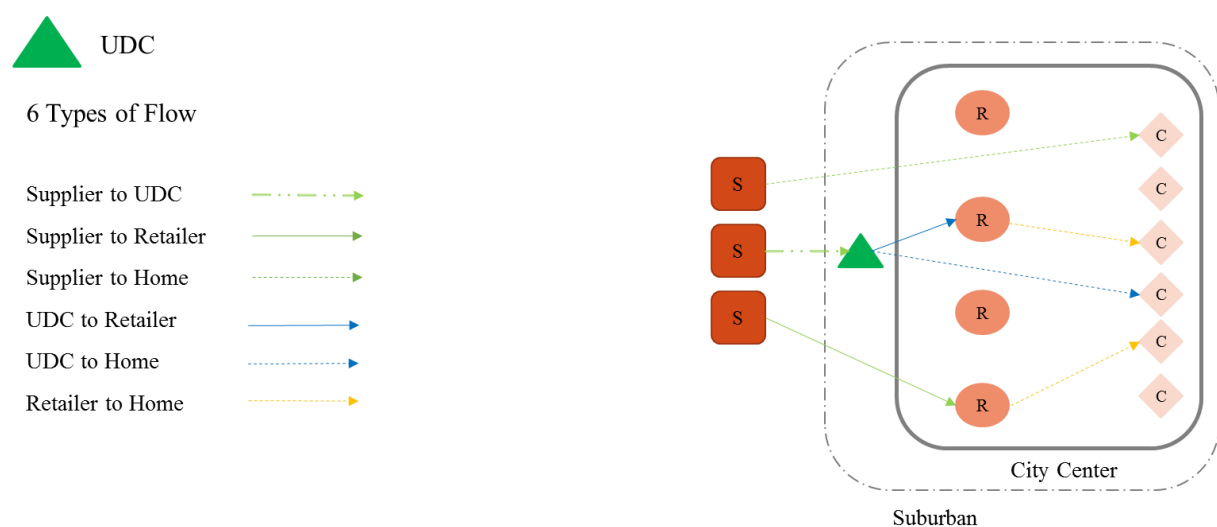 UDC
6 Types of Flow
Supplier to UDC
Supplier to Retailer
Supplier to Home
UDC to Retailer
UDC to Home
Retailer to Home
R
C
S
C
R
C
S
C
S
R
C
R
C
City Center
Suburban